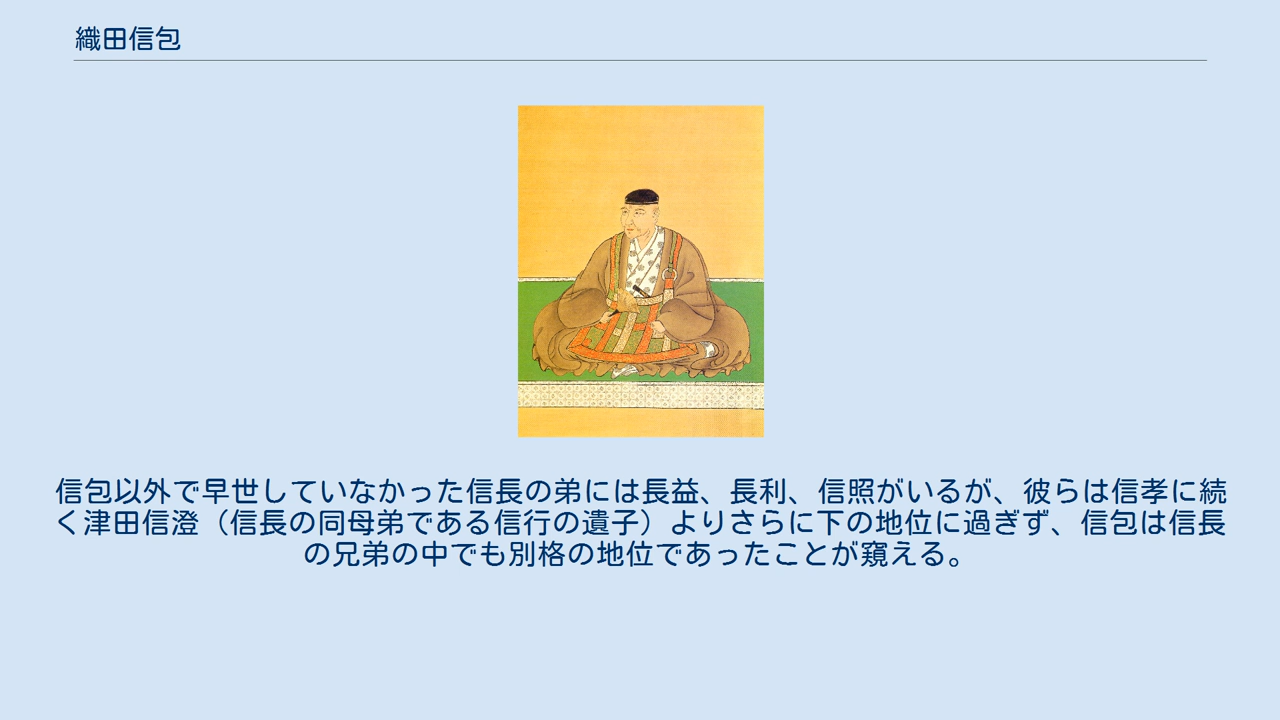 織田信包
信包以外で早世していなかった信長の弟には長益、長利、信照がいるが、彼らは信孝に続
く津田信澄（信長の同母弟である信行の遺子）よりさらに下の地位に過ぎず、信包は信長
の兄弟の中でも別格の地位であったことが窺える。